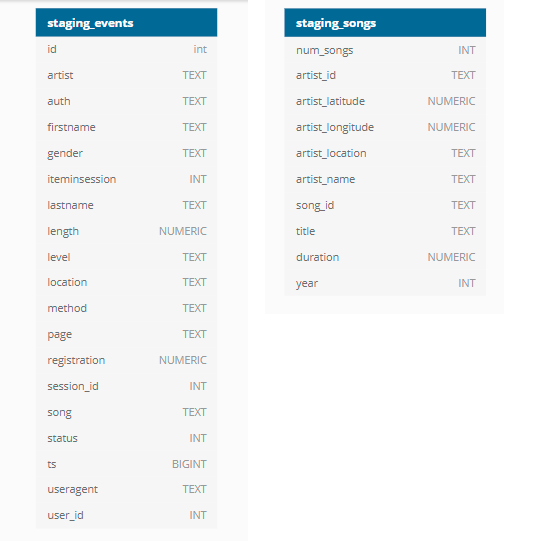 staging_events
id int
artist TEXT
auth TEXT
firstname TEXT
gender TEXT
iteminsession INT
lastname TEXT
length NUMERIC
level TEXT
location TEXT
method TEXT
page TEXT
registration NUMERIC
session_id INT
song TEXT
status INT
ts BIGINT
useragent TEXT
user_id INT
staging_songs
num_songs INT
artist_id TEXT
artist_latitude NUMERIC
artist_longitude NUMERIC
artist_location TEXT
artist_name TEXT
song_id TEXT
title TEXT
duration NUMERIC
year INT